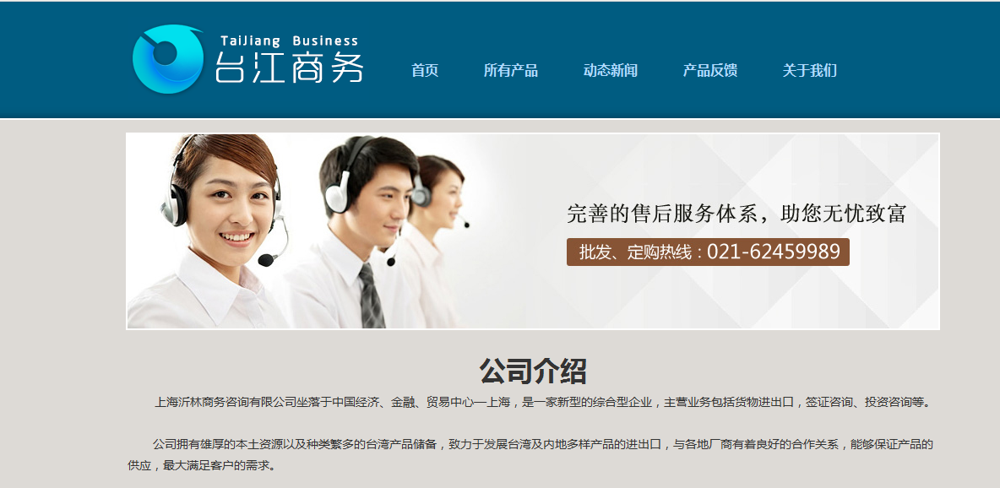 TaiJiang Business
台江商务
首页 所有产品 动态新闻 产品反馈 关于我们
完善的售后服务体系，助您无忧致富
批发、定购热线：021-62459989
公司介绍
上海沂林商务咨询有限公司坐落于中国经济、金融、贸易中心—上海，是一家新型的综合型企业，主营业务包括货物进出口，签证咨询、投资咨询等。
公司拥有雄厚的本土资源以及种类繁多的台湾产品储备，致力于发展台湾及内地多样产品的进出口，与各地厂商有着良好的合作关系，能够保证产品的
供应，最大满足客户的需求。